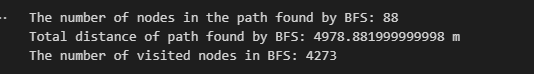 The number of nodes in the path found by BFS: 88
Total distance of path found by BFS: 4978.881999999998 m
The number of visited nodes in BFS: 4273